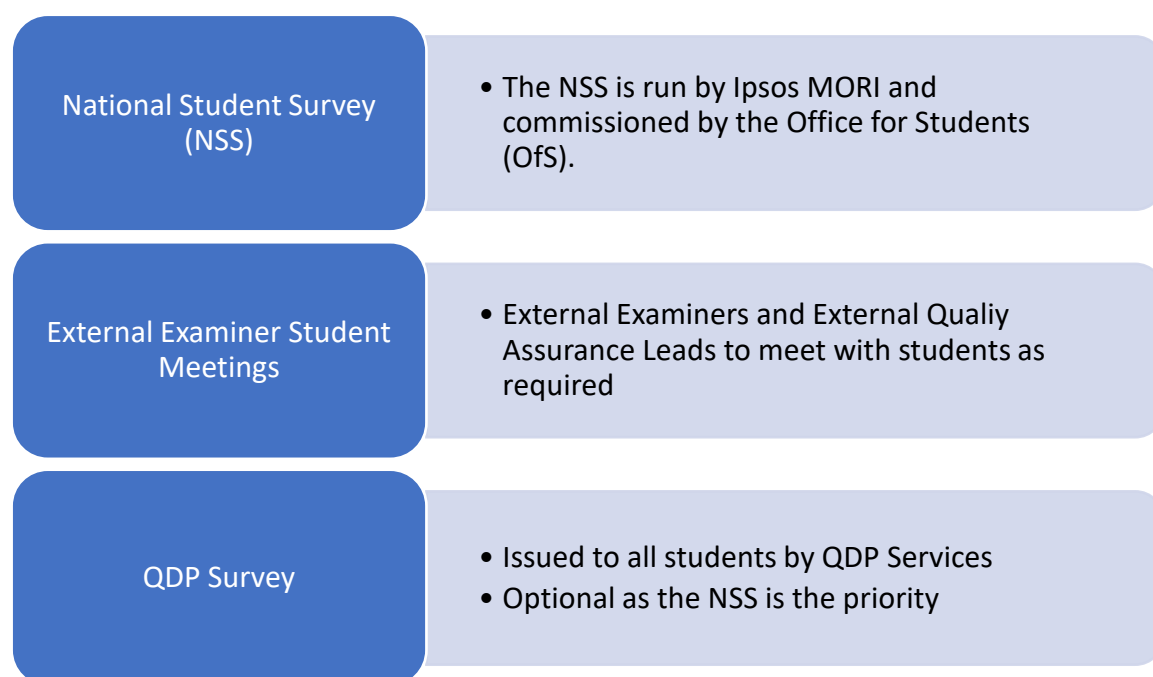 National Student Survey
(NSS)
• The NSS is run by Ipsos MORI and
commissioned by the Office for Students
(OfS).
External Examiner Student
Meetings
• External Examiners and External Qualiy
Assurance Leads to meet with students as
required
QDP Survey
• Issued to all students by QDP Services
• Optional as the NSS is the priority